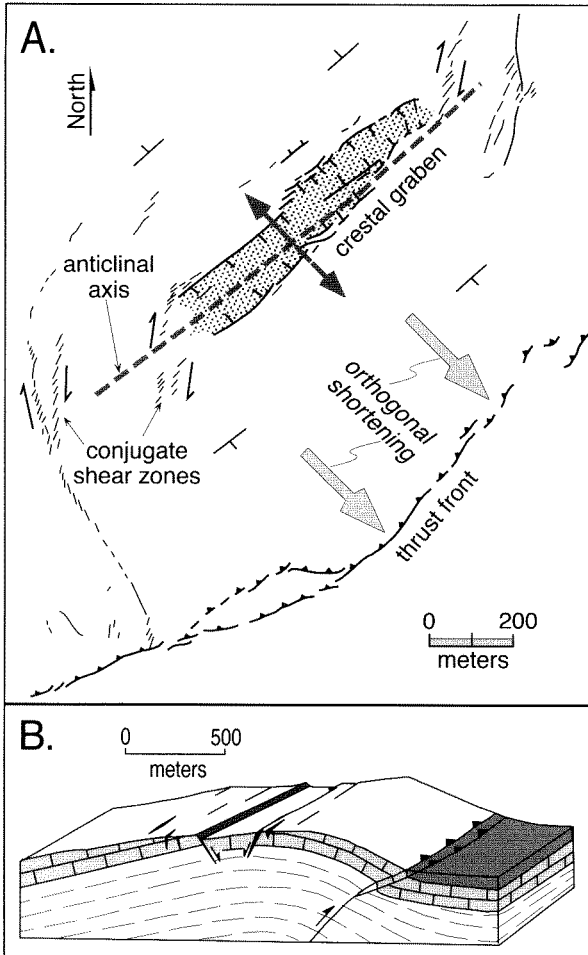 A.
North
crestal graben
anticlinal
axis
orthogonal
shortening
conjugate
shear zones
thrust front
0 200
meters
B.
0 500
meters